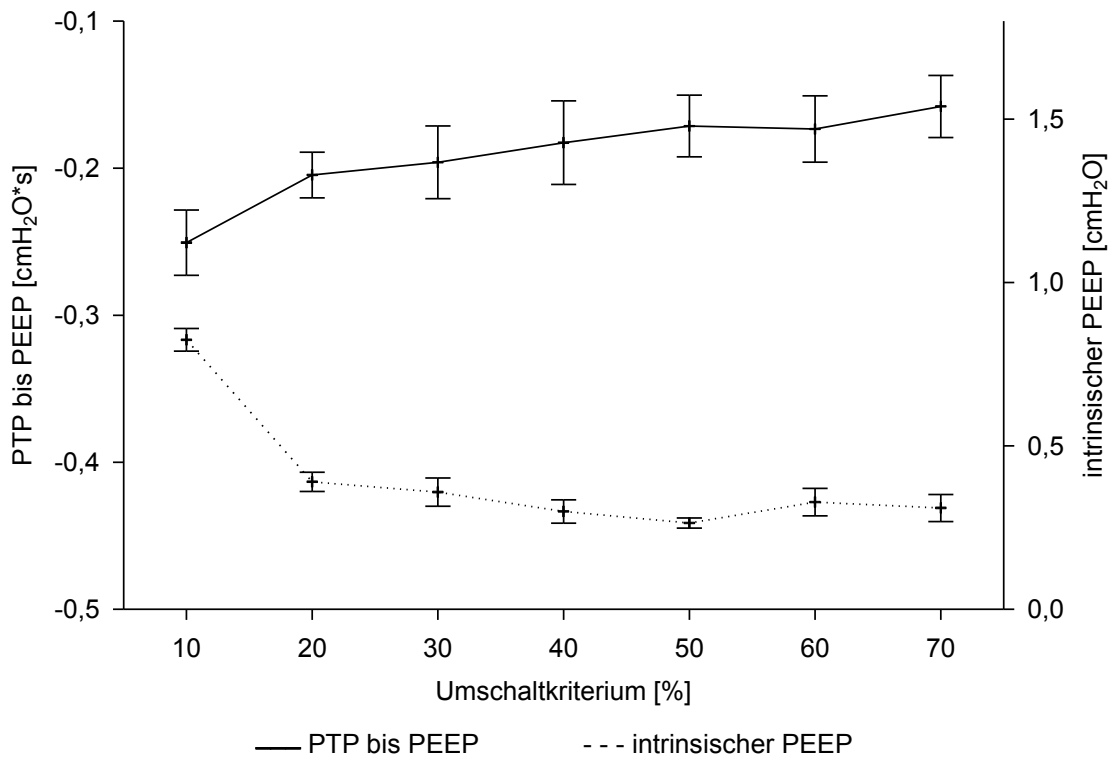 -0,1
-0,2
-0,3
-0,4
-0,5
PTP bis PEEP [cmH₂O*s]
1,5
1,0
0,5
0,0
intrinsischer PEEP [cmH₂O]
10 20 30 40 50 60 70
Umschaltkriterium [%]
PTP bis PEEP intrinsischer PEEP